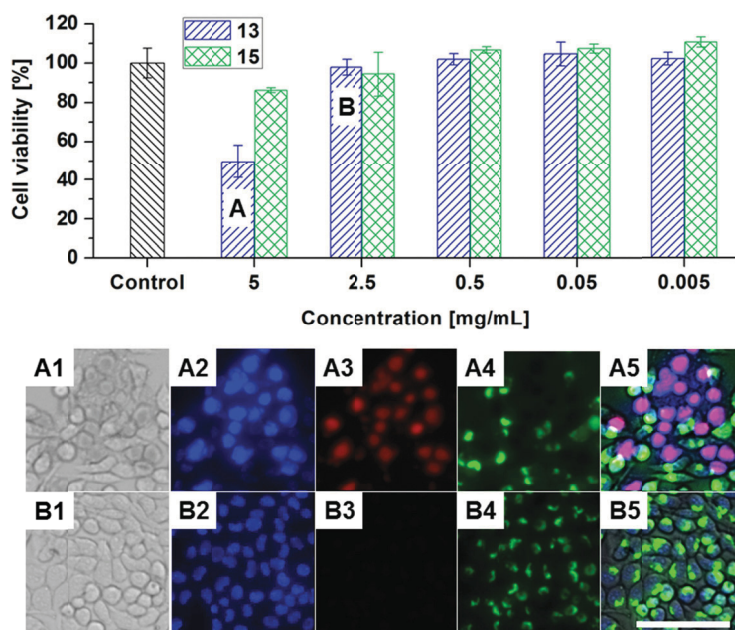 120
100
80
60
40
20
0
Cell viability [%]
13
15
A
B
Control 5 2.5 0.5 0.05 0.005
Concentration [mg/mL]
A1 A2 A3 A4 A5
B1 B2 B3 B4 B5